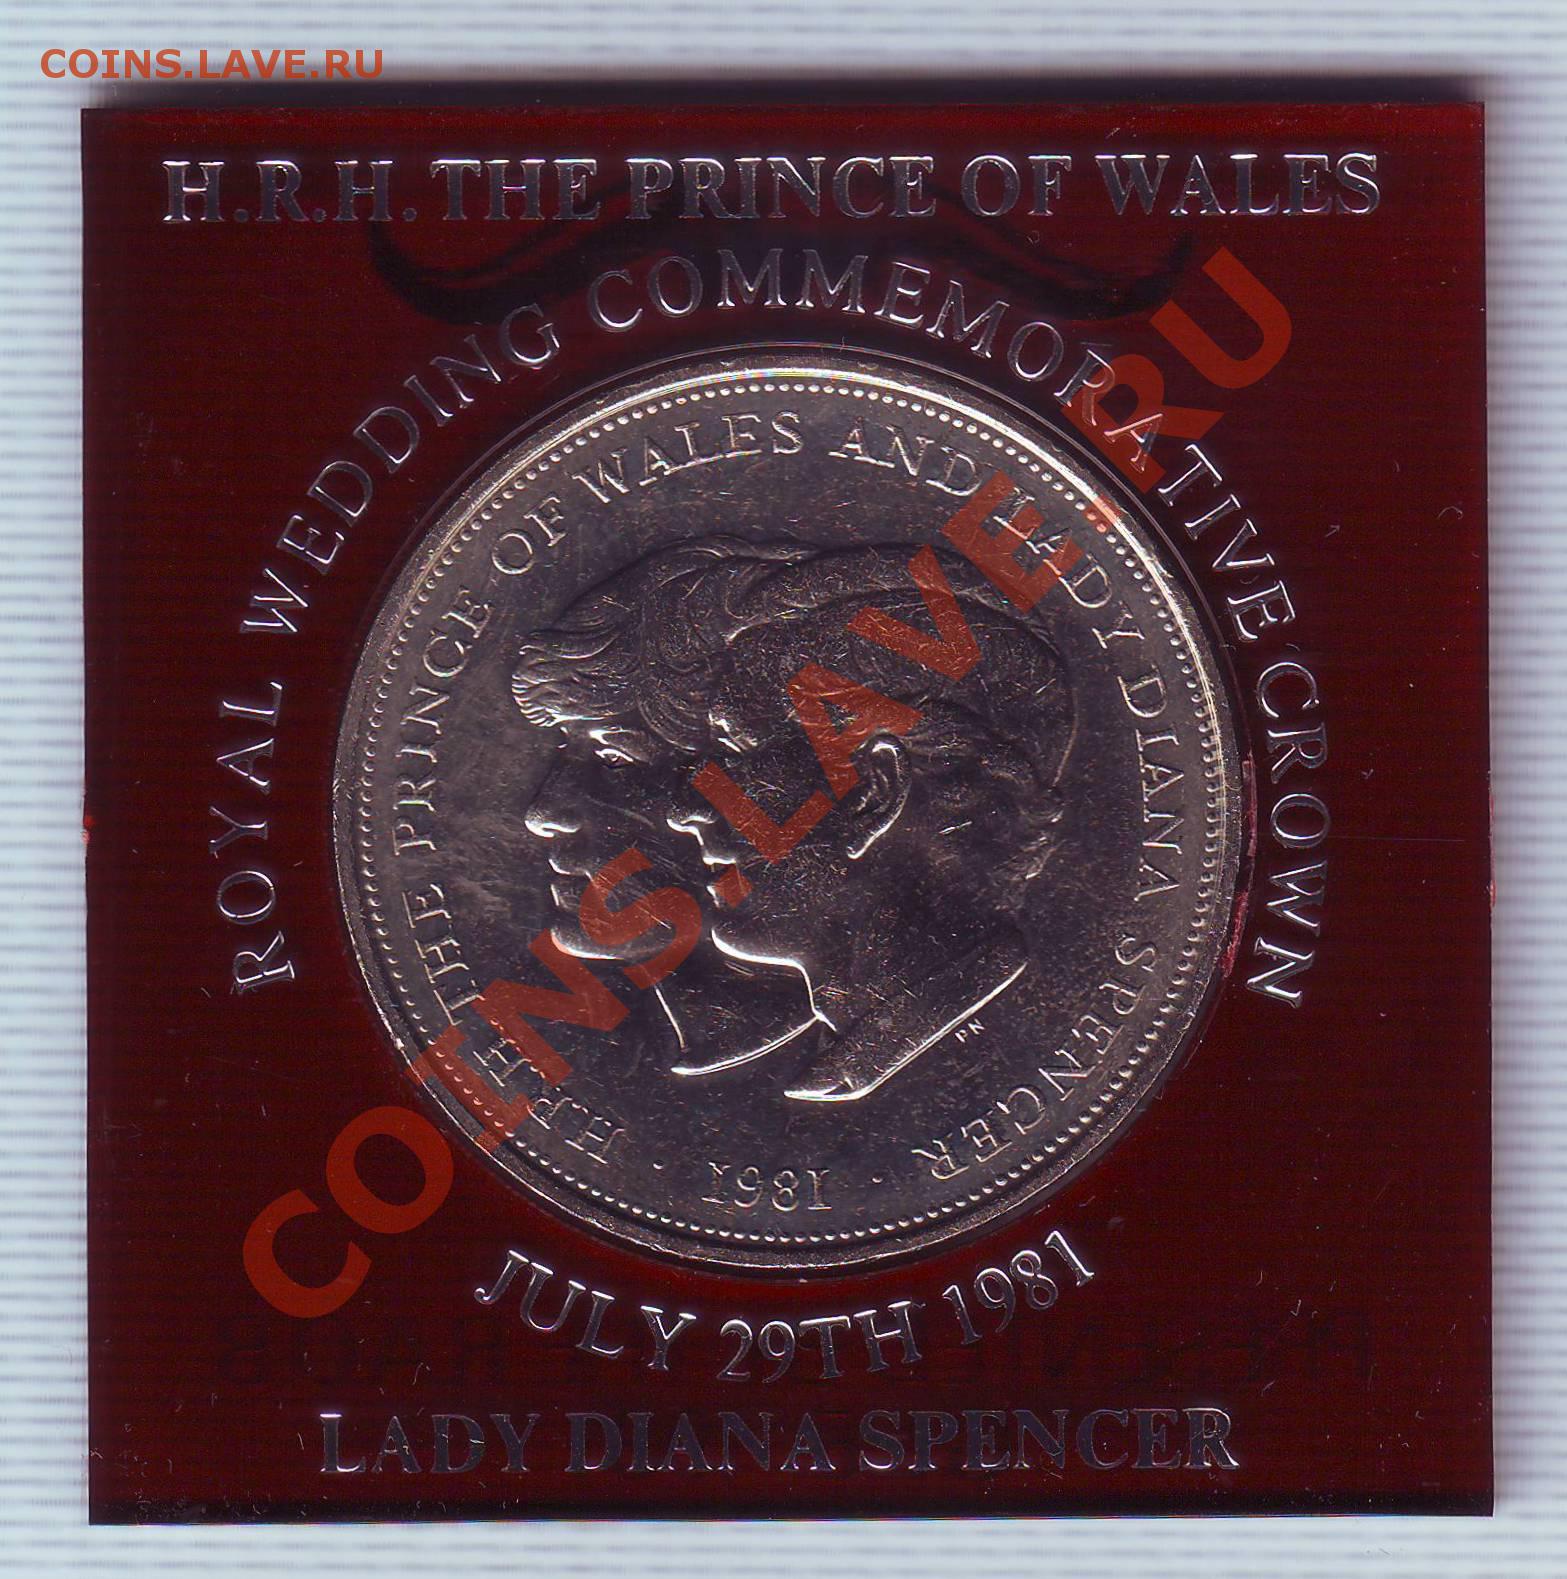 COINS.LAVE.RU
H.R.H. THE PRINCE OF WALES
ROYAL WEDDING COMMEMORATIVE CROWN
H.R.H. THE PRINCE OF WALES AND LADY DIANA SPENCER
· 1981 ·
PN
COINS.LAVE.RU
JULY 29TH 1981
LADY DIANA SPENCER